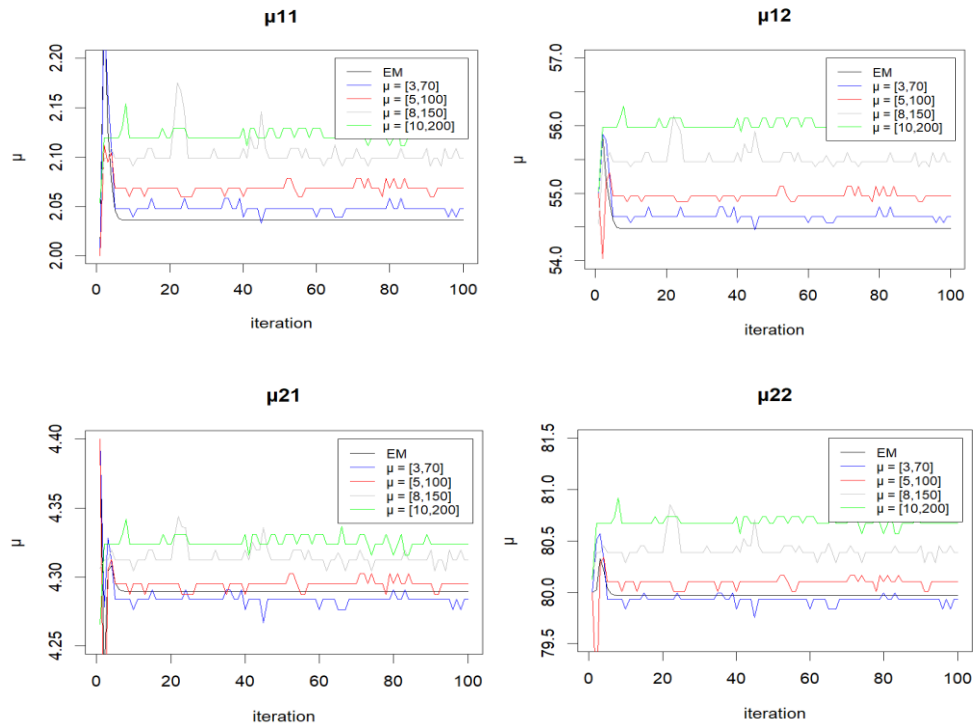 μ11
μ
2.00 2.05 2.10 2.15 2.20
EM
μ = [3,70]
μ = [5,100]
μ = [8,150]
μ = [10,200]
0 20 40 60 80 100
iteration
μ12
μ
54.0 55.0 56.0 57.0
EM
μ = [3,70]
μ = [5,100]
μ = [8,150]
μ = [10,200]
0 20 40 60 80 100
iteration
μ21
μ
4.25 4.30 4.35 4.40
EM
μ = [3,70]
μ = [5,100]
μ = [8,150]
μ = [10,200]
0 20 40 60 80 100
iteration
μ22
μ
79.5 80.0 80.5 81.0 81.5
EM
μ = [3,70]
μ = [5,100]
μ = [8,150]
μ = [10,200]
0 20 40 60 80 100
iteration